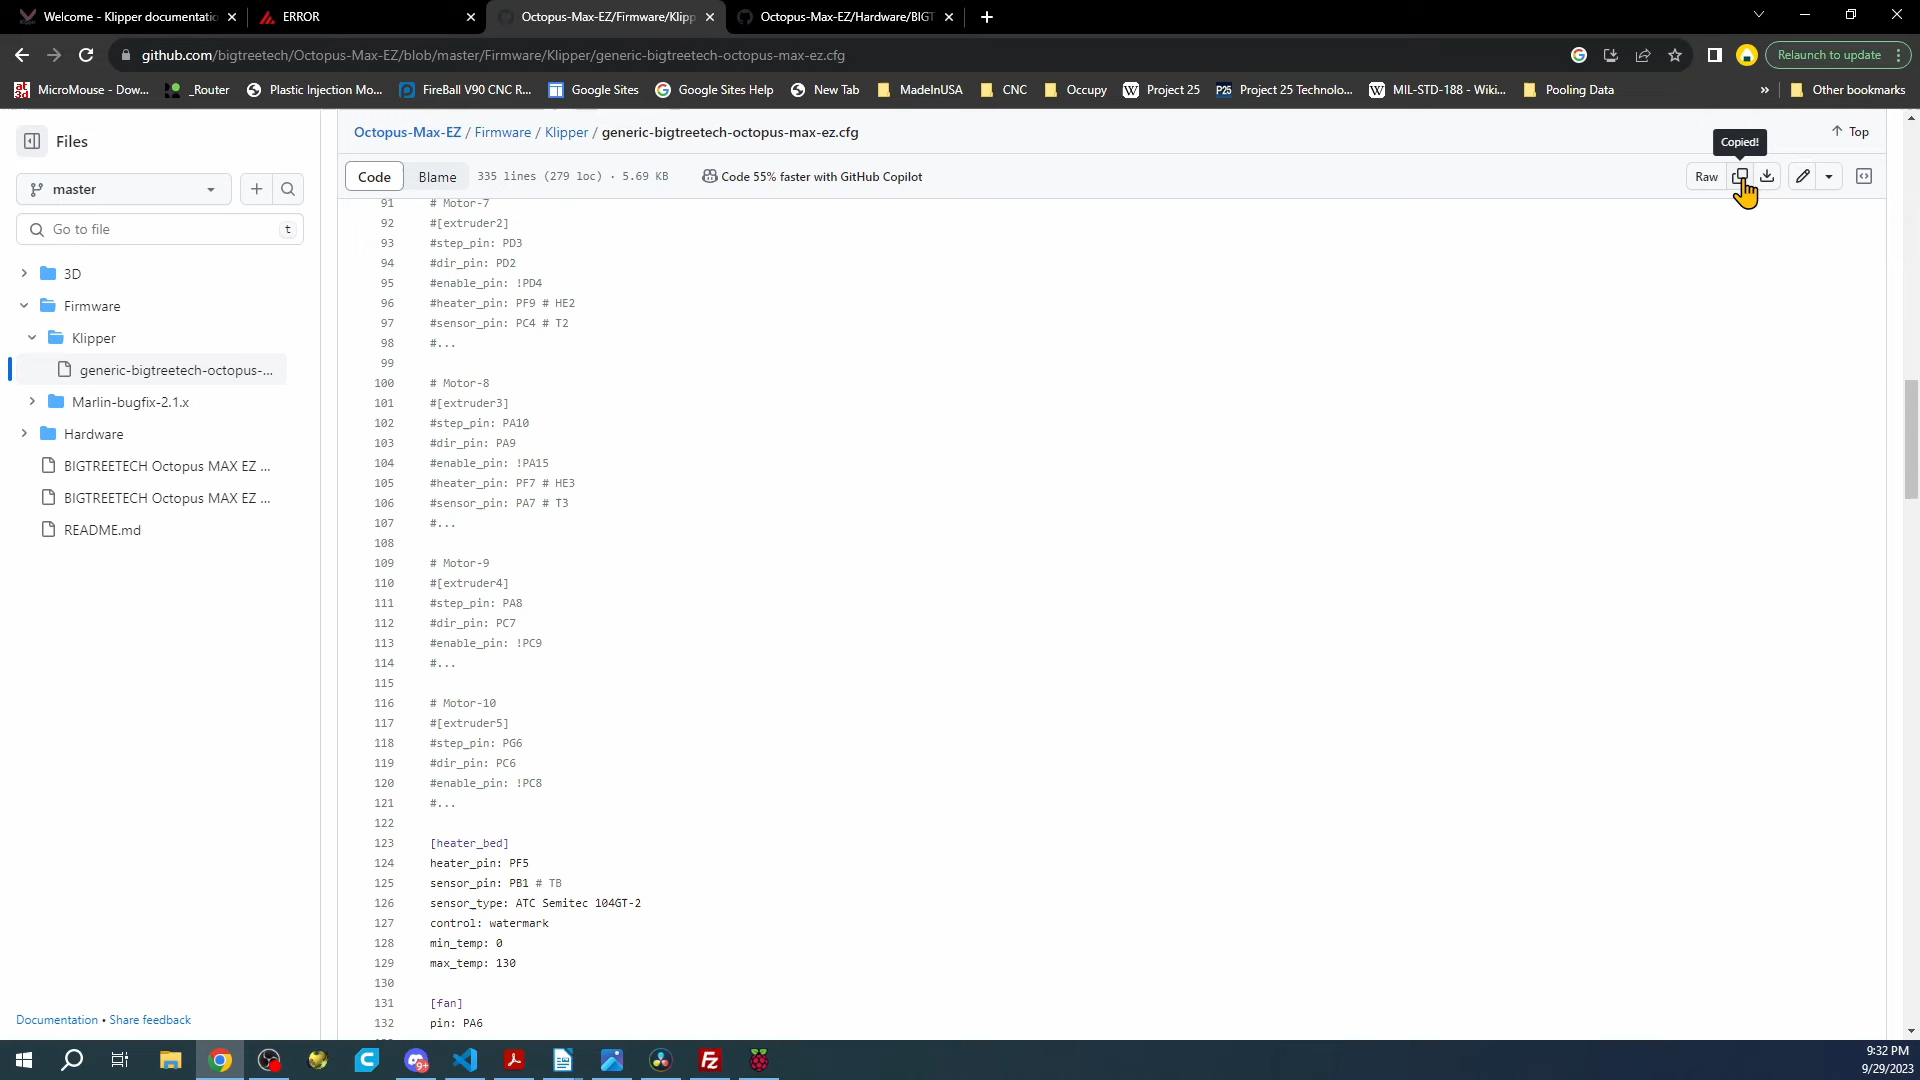 Welcome - Klipper documentatic
ERROR
Octopus-Max-EZ/Firmware/Klipp
Octopus-Max-EZ/Hardware/BIGT
github.com/bigtreetech/Octopus-Max-EZ/blob/master/Firmware/Klipper/generic-bigtreetech-octopus-max-ez.cfg
Relaunch to update
MicroMouse - Dow...
_Router
Plastic Injection Mo...
FireBall V90 CNC R...
Google Sites
Google Sites Help
New Tab
MadeInUSA
CNC
Occupy
Project 25
P25 Project 25 Technolo...
MIL-STD-188 - Wiki...
Pooling Data
»
Other bookmarks
Files
Octopus-Max-EZ / Firmware / Klipper / generic-bigtreetech-octopus-max-ez.cfg
Top
Copied!
Code
Blame
335 lines (279 loc) · 5.69 KB
Code 55% faster with GitHub Copilot
Raw
master
Go to file
t
3D
Firmware
Klipper
generic-bigtreetech-octopus-...
Marlin-bugfix-2.1.x
Hardware
BIGTREETECH Octopus MAX EZ ...
BIGTREETECH Octopus MAX EZ ...
README.md
91 # Motor-7
92 #[extruder2]
93 #step_pin: PD3
94 #dir_pin: PD2
95 #enable_pin: !PD4
96 #heater_pin: PF9 # HE2
97 #sensor_pin: PC4 # T2
98 #...
99
100 # Motor-8
101 #[extruder3]
102 #step_pin: PA10
103 #dir_pin: PA9
104 #enable_pin: !PA15
105 #heater_pin: PF7 # HE3
106 #sensor_pin: PA7 # T3
107 #...
108
109 # Motor-9
110 #[extruder4]
111 #step_pin: PA8
112 #dir_pin: PC7
113 #enable_pin: !PC9
114 #...
115
116 # Motor-10
117 #[extruder5]
118 #step_pin: PG6
119 #dir_pin: PC6
120 #enable_pin: !PC8
121 #...
122
123 [heater_bed]
124 heater_pin: PF5
125 sensor_pin: PB1 # TB
126 sensor_type: ATC Semitec 104GT-2
127 control: watermark
128 min_temp: 0
129 max_temp: 130
130
131 [fan]
132 pin: PA6
Documentation • Share feedback
9:32 PM
9/29/2023